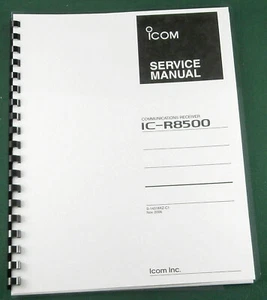 ICOM
SERVICE
MANUAL
COMMUNICATIONS RECEIVER
IC-R8500
Icom Inc.